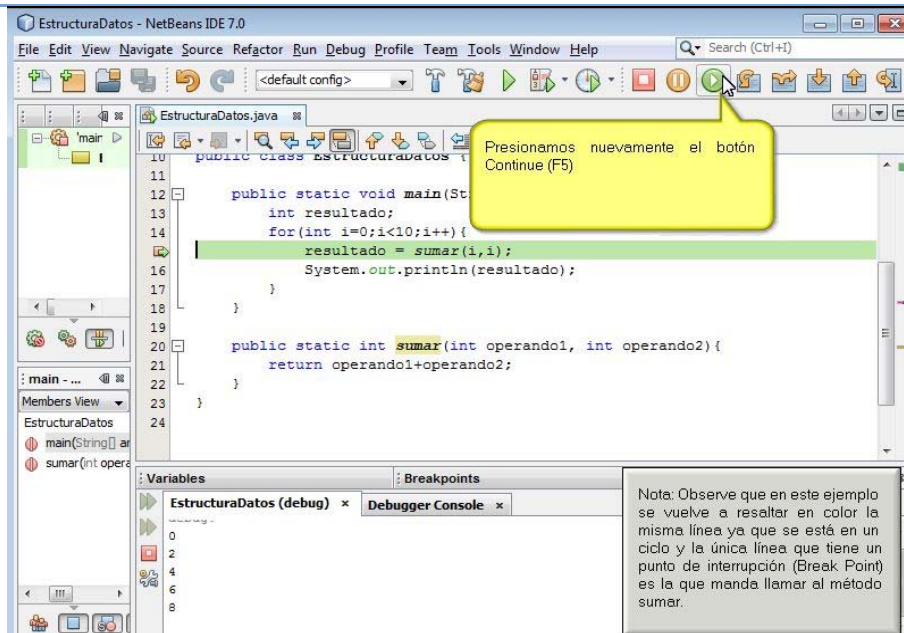 EstructuraDatos - NetBeans IDE 7.0
File Edit View Navigate Source Refactor Run Debug Profile Team Tools Window Help
Search (Ctrl+I)
<default config>
'main
EstructuraDatos.java
Presionamos nuevamente el botón
Continue (F5)
10 public class EstructuraDatos {
11
12 public static void main(St
13 int resultado;
14 for(int i=0;i<10;i++){
resultado = sumar(i,i);
16 System.out.println(resultado);
17 }
18 }
19
20 public static int sumar(int operando1, int operando2){
21 return operando1+operando2;
22 }
23 }
24
main - ...
Members View
EstructuraDatos
main(String[] ar
sumar(int opera
Variables
Breakpoints
EstructuraDatos (debug) x
Debugger Console x
debug:
0
2
4
6
8
Nota: Observe que en este ejemplo
se vuelve a resaltar en color la
misma línea ya que se está en un
ciclo y la única línea que tiene un
punto de interrupción (Break Point)
es la que manda llamar al método
sumar.